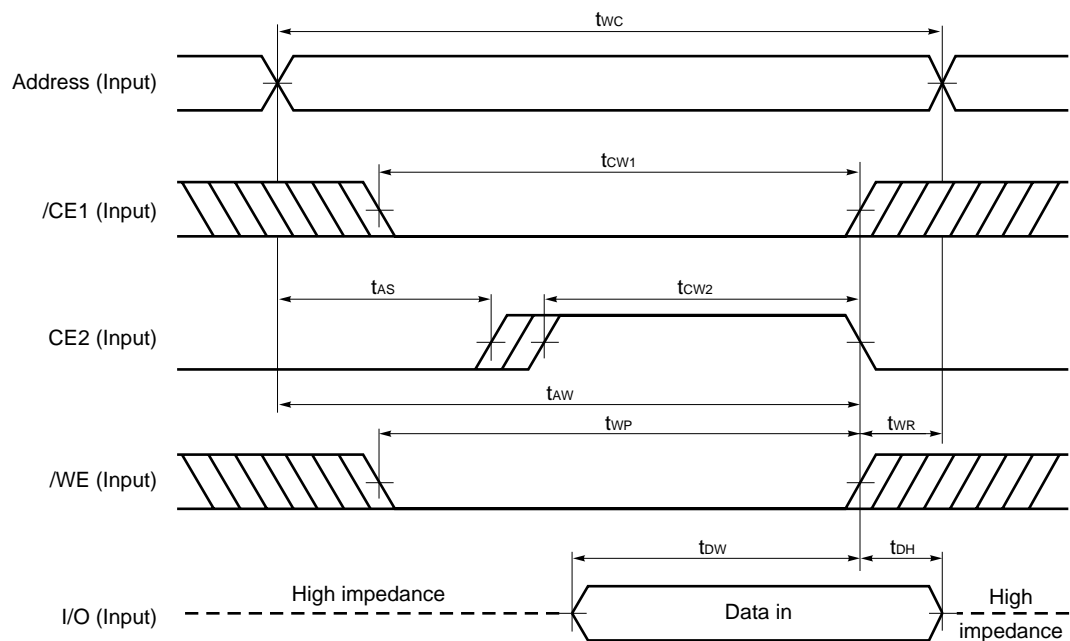 tWC
Address (Input)
tCW1
/CE1 (Input)
tAS
tCW2
CE2 (Input)
tAW
tWP
tWR
/WE (Input)
tDW
tDH
High impedance
Data in
High
impedance
I/O (Input)